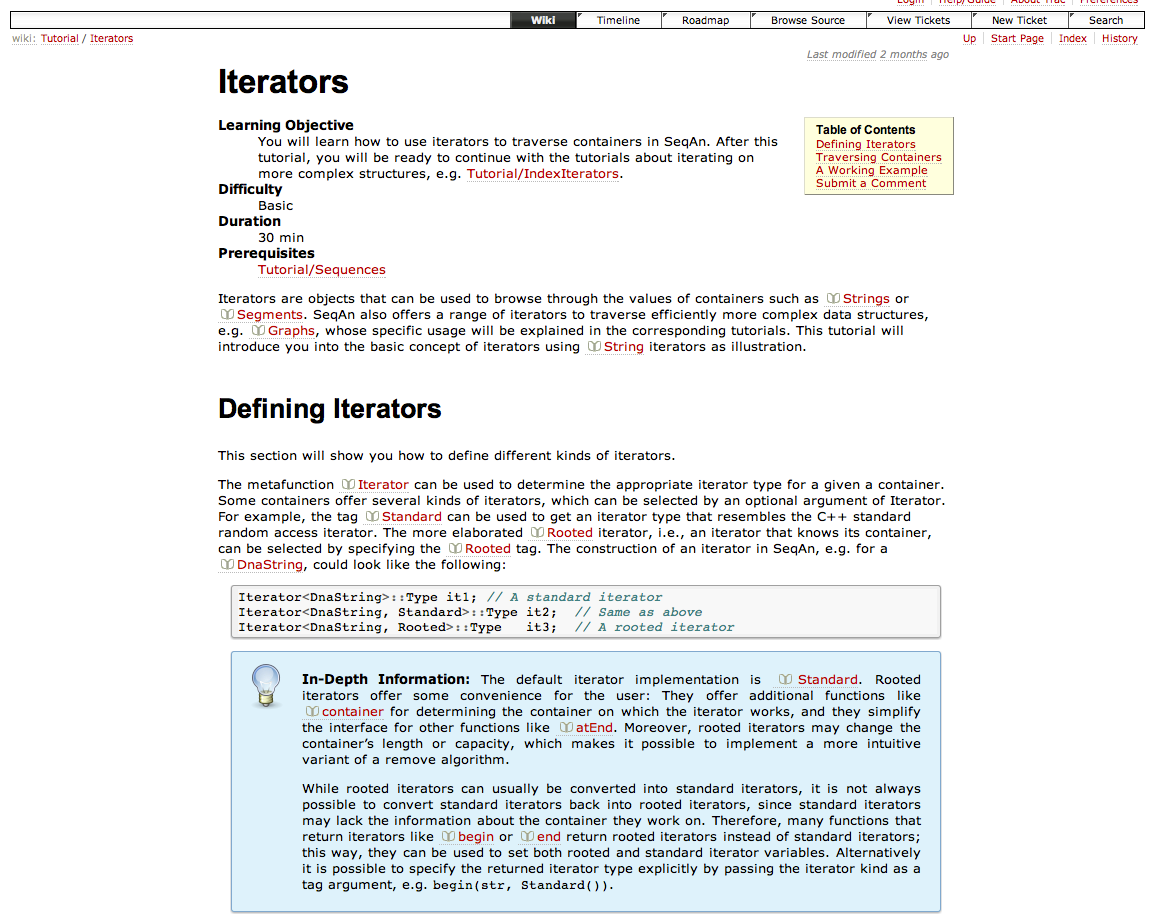 Login Help/Guide About Trac Preferences
Wiki Timeline Roadmap Browse Source View Tickets New Ticket Search
wiki: Tutorial / Iterators Up Start Page Index History
Last modified 2 months ago
Iterators
Learning Objective
You will learn how to use iterators to traverse containers in SeqAn. After this
tutorial, you will be ready to continue with the tutorials about iterating on
more complex structures, e.g. Tutorial/IndexIterators.
Difficulty
Basic
Duration
30 min
Prerequisites
Tutorial/Sequences
Table of Contents
Defining Iterators
Traversing Containers
A Working Example
Submit a Comment
Iterators are objects that can be used to browse through the values of containers such as Strings or
Segments. SeqAn also offers a range of iterators to traverse efficiently more complex data structures,
e.g. Graphs, whose specific usage will be explained in the corresponding tutorials. This tutorial will
introduce you into the basic concept of iterators using String iterators as illustration.
Defining Iterators
This section will show you how to define different kinds of iterators.
The metafunction Iterator can be used to determine the appropriate iterator type for a given a container.
Some containers offer several kinds of iterators, which can be selected by an optional argument of Iterator.
For example, the tag Standard can be used to get an iterator type that resembles the C++ standard
random access iterator. The more elaborated Rooted iterator, i.e., an iterator that knows its container,
can be selected by specifying the Rooted tag. The construction of an iterator in SeqAn, e.g. for a
DnaString, could look like the following:
Iterator<DnaString>::Type it1; // A standard iterator
Iterator<DnaString, Standard>::Type it2; // Same as above
Iterator<DnaString, Rooted>::Type it3; // A rooted iterator
In-Depth Information: The default iterator implementation is Standard. Rooted
iterators offer some convenience for the user: They offer additional functions like
container for determining the container on which the iterator works, and they simplify
the interface for other functions like atEnd. Moreover, rooted iterators may change the
container's length or capacity, which makes it possible to implement a more intuitive
variant of a remove algorithm.
While rooted iterators can usually be converted into standard iterators, it is not always
possible to convert standard iterators back into rooted iterators, since standard iterators
may lack the information about the container they work on. Therefore, many functions that
return iterators like begin or end return rooted iterators instead of standard iterators;
this way, they can be used to set both rooted and standard iterator variables. Alternatively
it is possible to specify the returned iterator type explicitly by passing the iterator kind as a
tag argument, e.g. begin(str, Standard()).